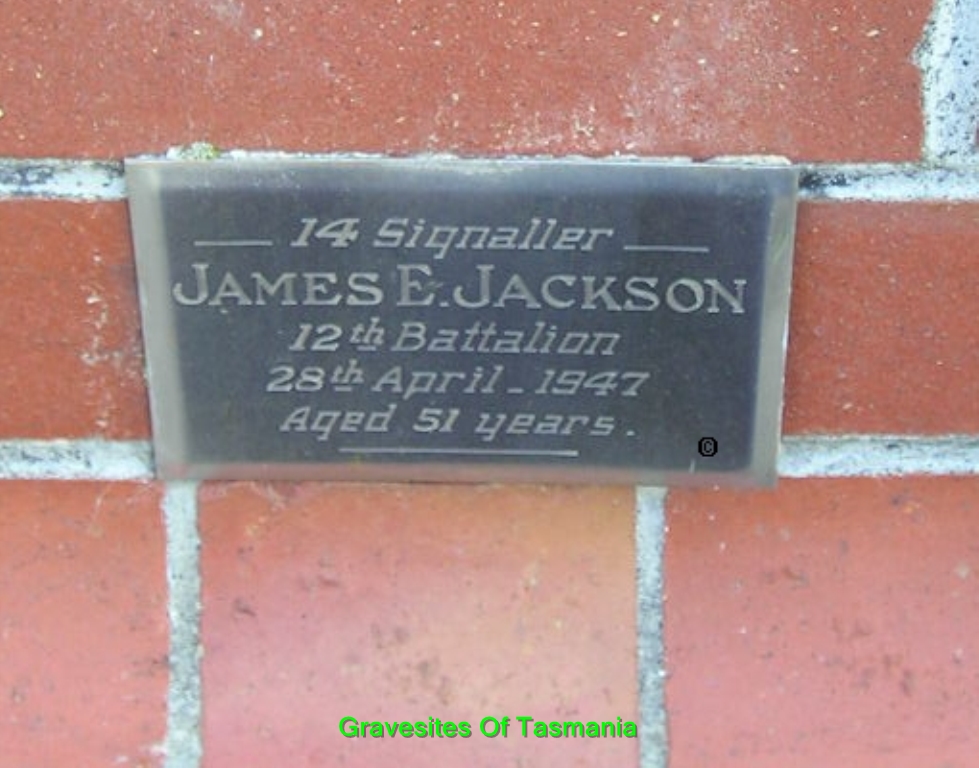 14 Signaller
JAMES E. JACKSON
12th Battalion
28th April - 1947
Aged 51 years.
©
Gravesites Of Tasmania